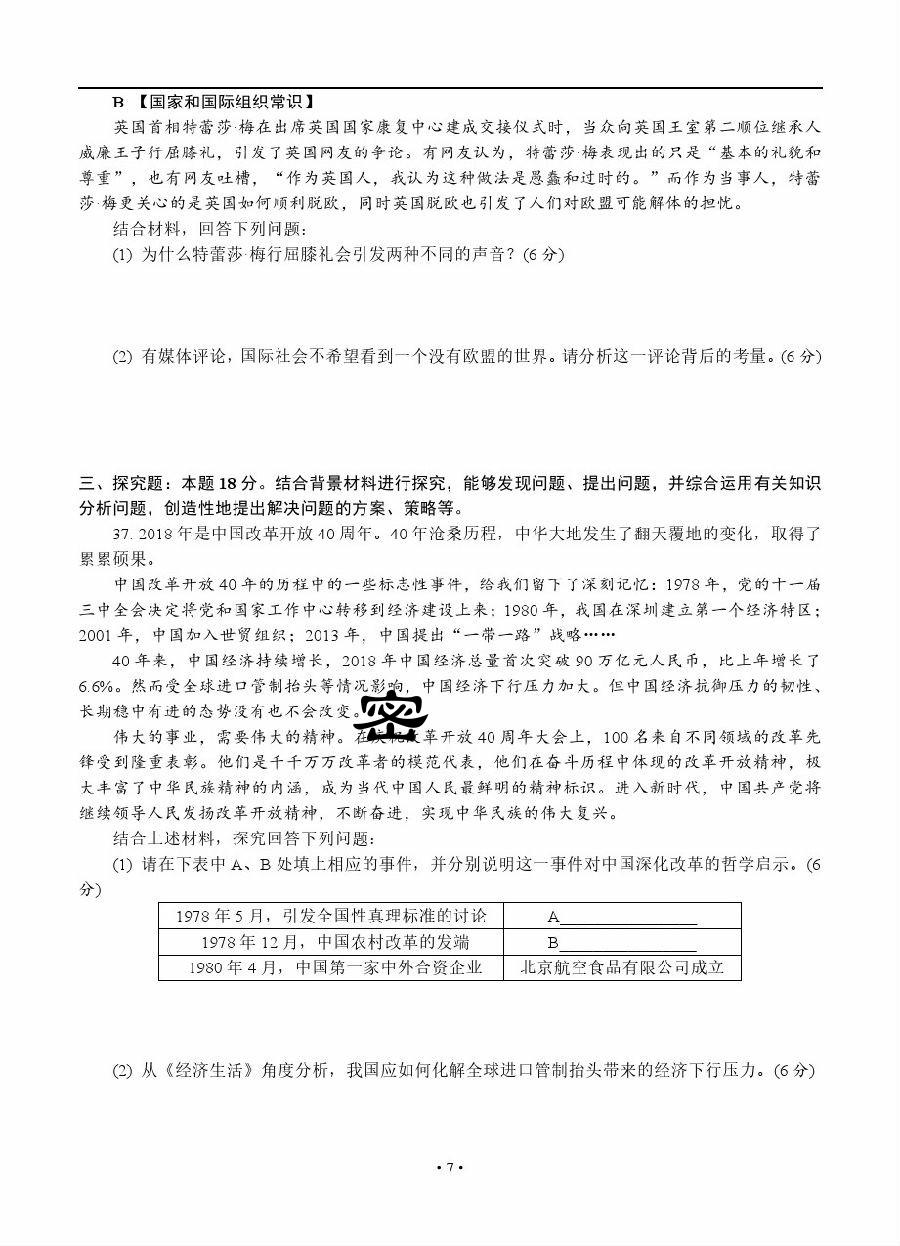 B 【国家和国际组织常识】
英国首相特蕾莎·梅在出席英国国家康复中心建成交接仪式时，当众向英国王室第二顺位继承人
威廉王子行屈膝礼，引发了英国网友的争论。有网友认为，特蕾莎·梅表现出的只是“基本的礼貌和
尊重”，也有网友吐槽，“作为英国人，我认为这种做法是愚蠢和过时的。”而作为当事人，特蕾
莎·梅更关心的是英国如何顺利脱欧，同时英国脱欧也引发了人们对欧盟可能解体的担忧。
结合材料，回答下列问题：
(1) 为什么特蕾莎·梅行屈膝礼会引发两种不同的声音？(6 分)
(2) 有媒体评论，国际社会不希望看到一个没有欧盟的世界。请分析这一评论背后的考量。(6 分)
三、探究题：本题 18 分。结合背景材料进行探究，能够发现问题、提出问题，并综合运用有关知识
分析问题，创造性地提出解决问题的方案、策略等。
37. 2018 年是中国改革开放 40 周年。40 年沧桑历程，中华大地发生了翻天覆地的变化，取得了
累累硕果。
中国改革开放 40 年的历程中的一些标志性事件，给我们留下了深刻记忆：1978 年，党的十一届
三中全会决定将党和国家工作中心转移到经济建设上来；1980 年，我国在深圳建立第一个经济特区；
2001 年，中国加入世贸组织；2013 年，中国提出“一带一路”战略……
40 年来，中国经济持续增长，2018 年中国经济总量首次突破 90 万亿元人民币，比上年增长了
6.6%。然而受全球进口管制抬头等情况影响，中国经济下行压力加大。但中国经济抗御压力的韧性、
长期稳中有进的态势没有也不会改变。
密
伟大的事业，需要伟大的精神。在庆祝改革开放 40 周年大会上，100 名来自不同领域的改革先
锋受到隆重表彰。他们是千千万万改革者的模范代表，他们在奋斗历程中体现的改革开放精神，极
大丰富了中华民族精神的内涵，成为当代中国人民最鲜明的精神标识。进入新时代，中国共产党将
继续领导人民发扬改革开放精神，不断奋进，实现中华民族的伟大复兴。
结合上述材料，探究回答下列问题：
(1) 请在下表中 A、B 处填上相应的事件，并分别说明这一事件对中国深化改革的哲学启示。(6
分)
1978 年 5 月，引发全国性真理标准的讨论 A________________
1978 年 12 月，中国农村改革的发端 B________________
1980 年 4 月，中国第一家中外合资企业 北京航空食品有限公司成立
(2) 从《经济生活》角度分析，我国应如何化解全球进口管制抬头带来的经济下行压力。(6 分)
• 7 •